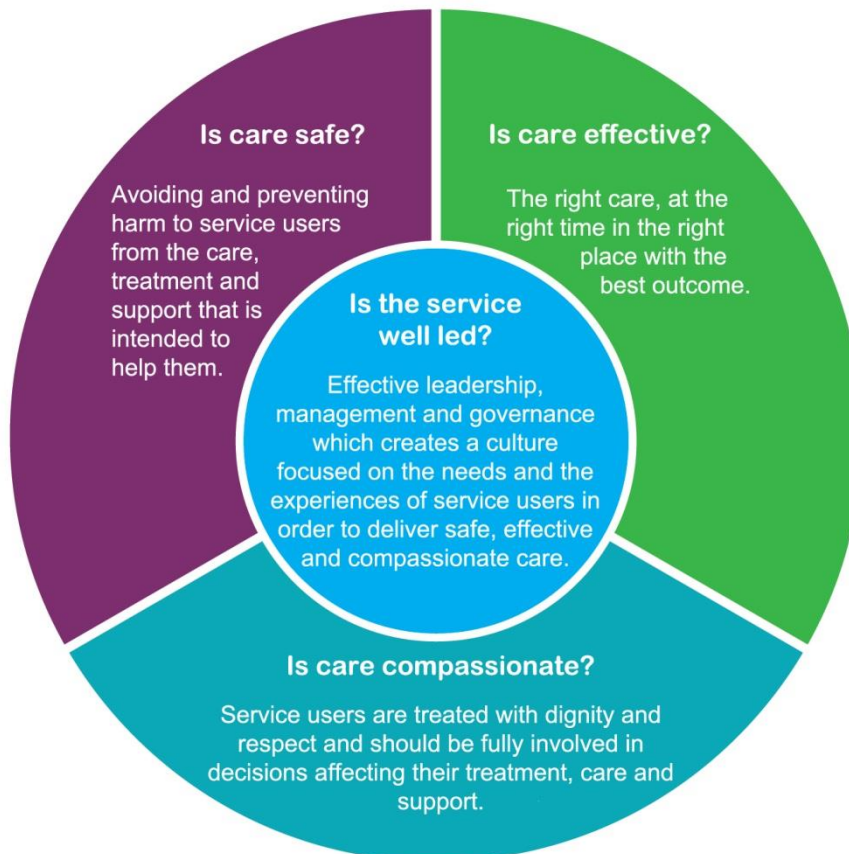 Is care safe?
Avoiding and preventing
harm to service users
from the care,
treatment and
support that is
intended to
help them.
Is care effective?
The right care, at the
right time in the right
place with the
best outcome.
Is the service
well led?
Effective leadership,
management and governance
which creates a culture
focused on the needs and the
experiences of service users in
order to deliver safe, effective
and compassionate care.
Is care compassionate?
Service users are treated with dignity and
respect and should be fully involved in
decisions affecting their treatment, care and
support.